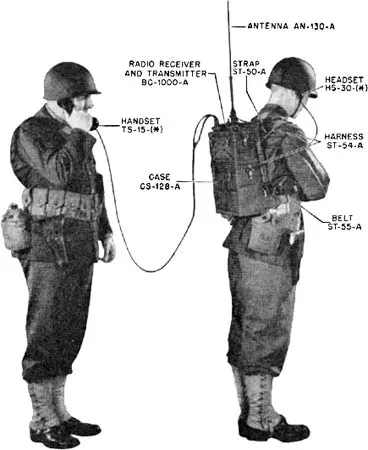 ANTENNA AN-130-A
RADIO RECEIVER
AND TRANSMITTER
BC-1000-A
STRAP
ST-50-A
HEADSET
HS-30-(*)
HANDSET
TS-15-(*)
HARNESS
ST-54-A
CASE
CS-128-A
BELT
ST-55-A